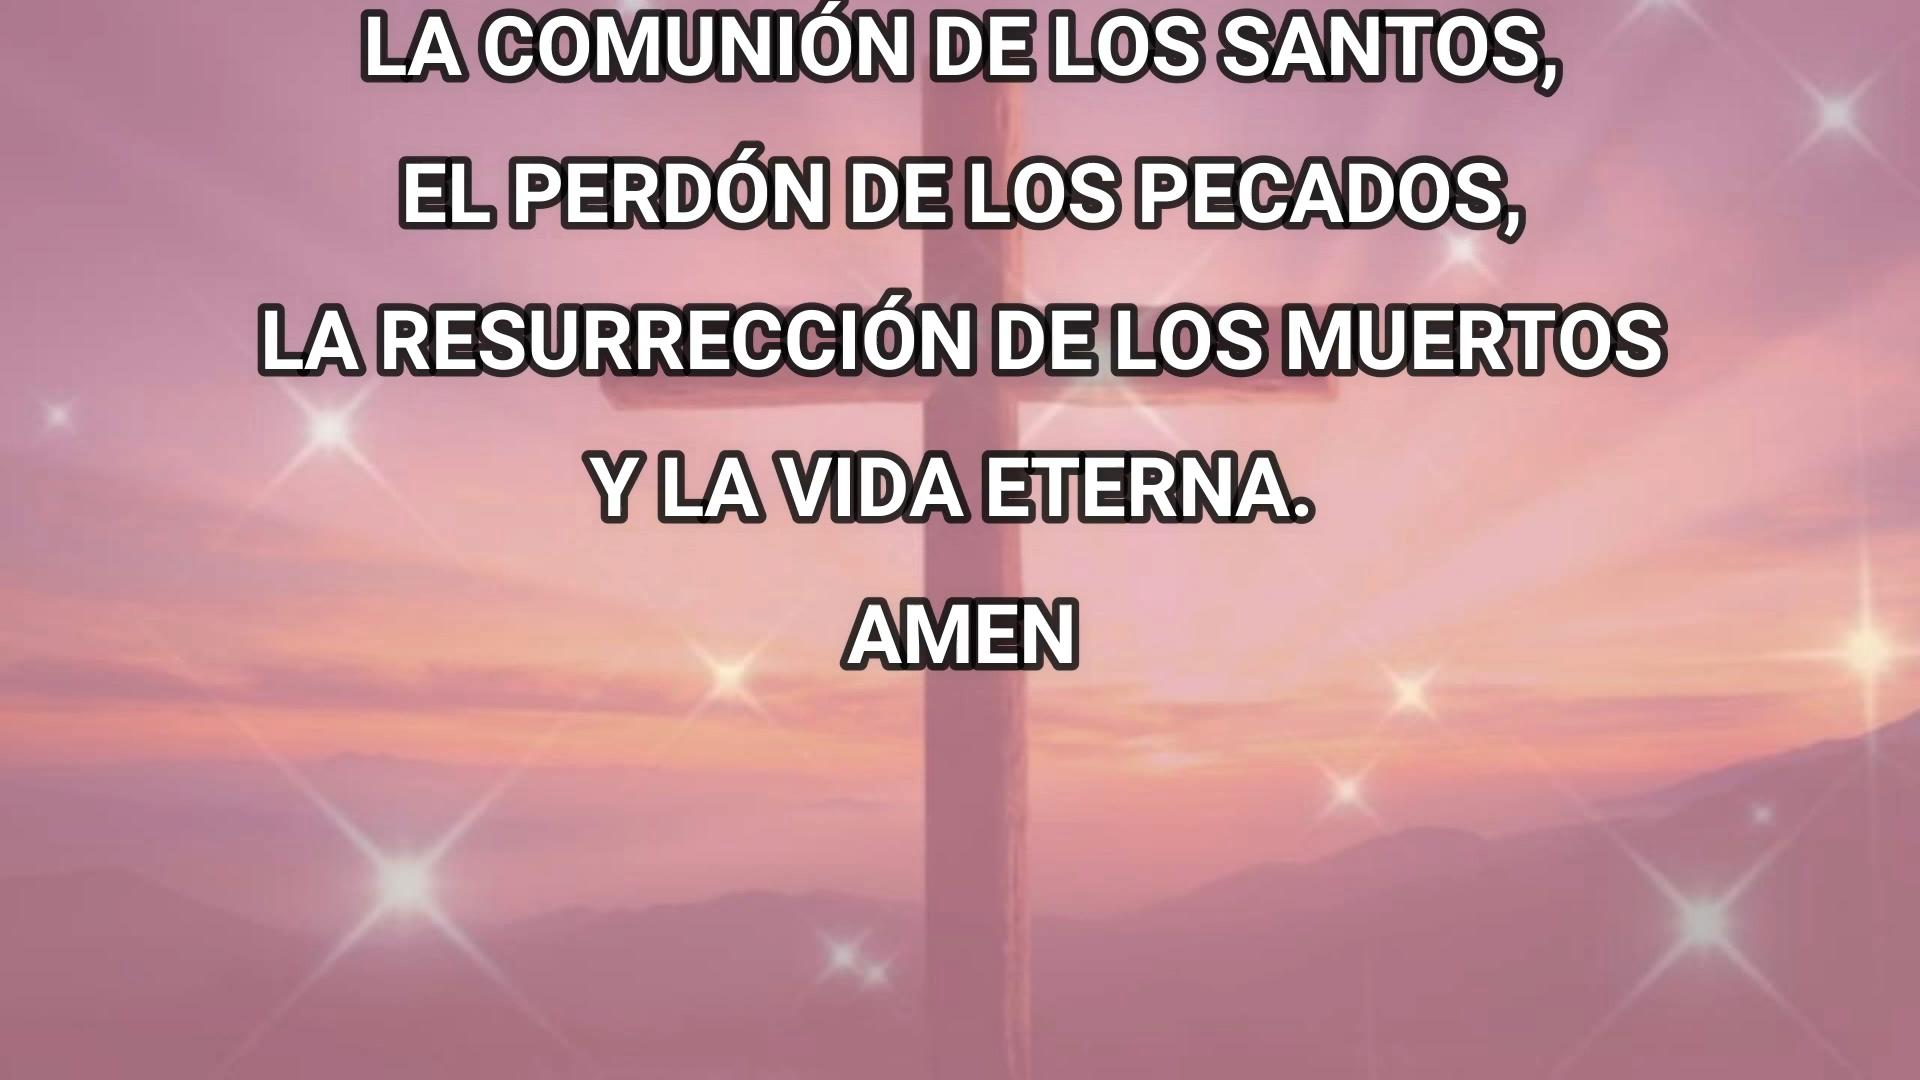 LA COMUNIÓN DE LOS SANTOS,
EL PERDÓN DE LOS PECADOS,
LA RESURRECCIÓN DE LOS MUERTOS
Y LA VIDA ETERNA.
AMEN